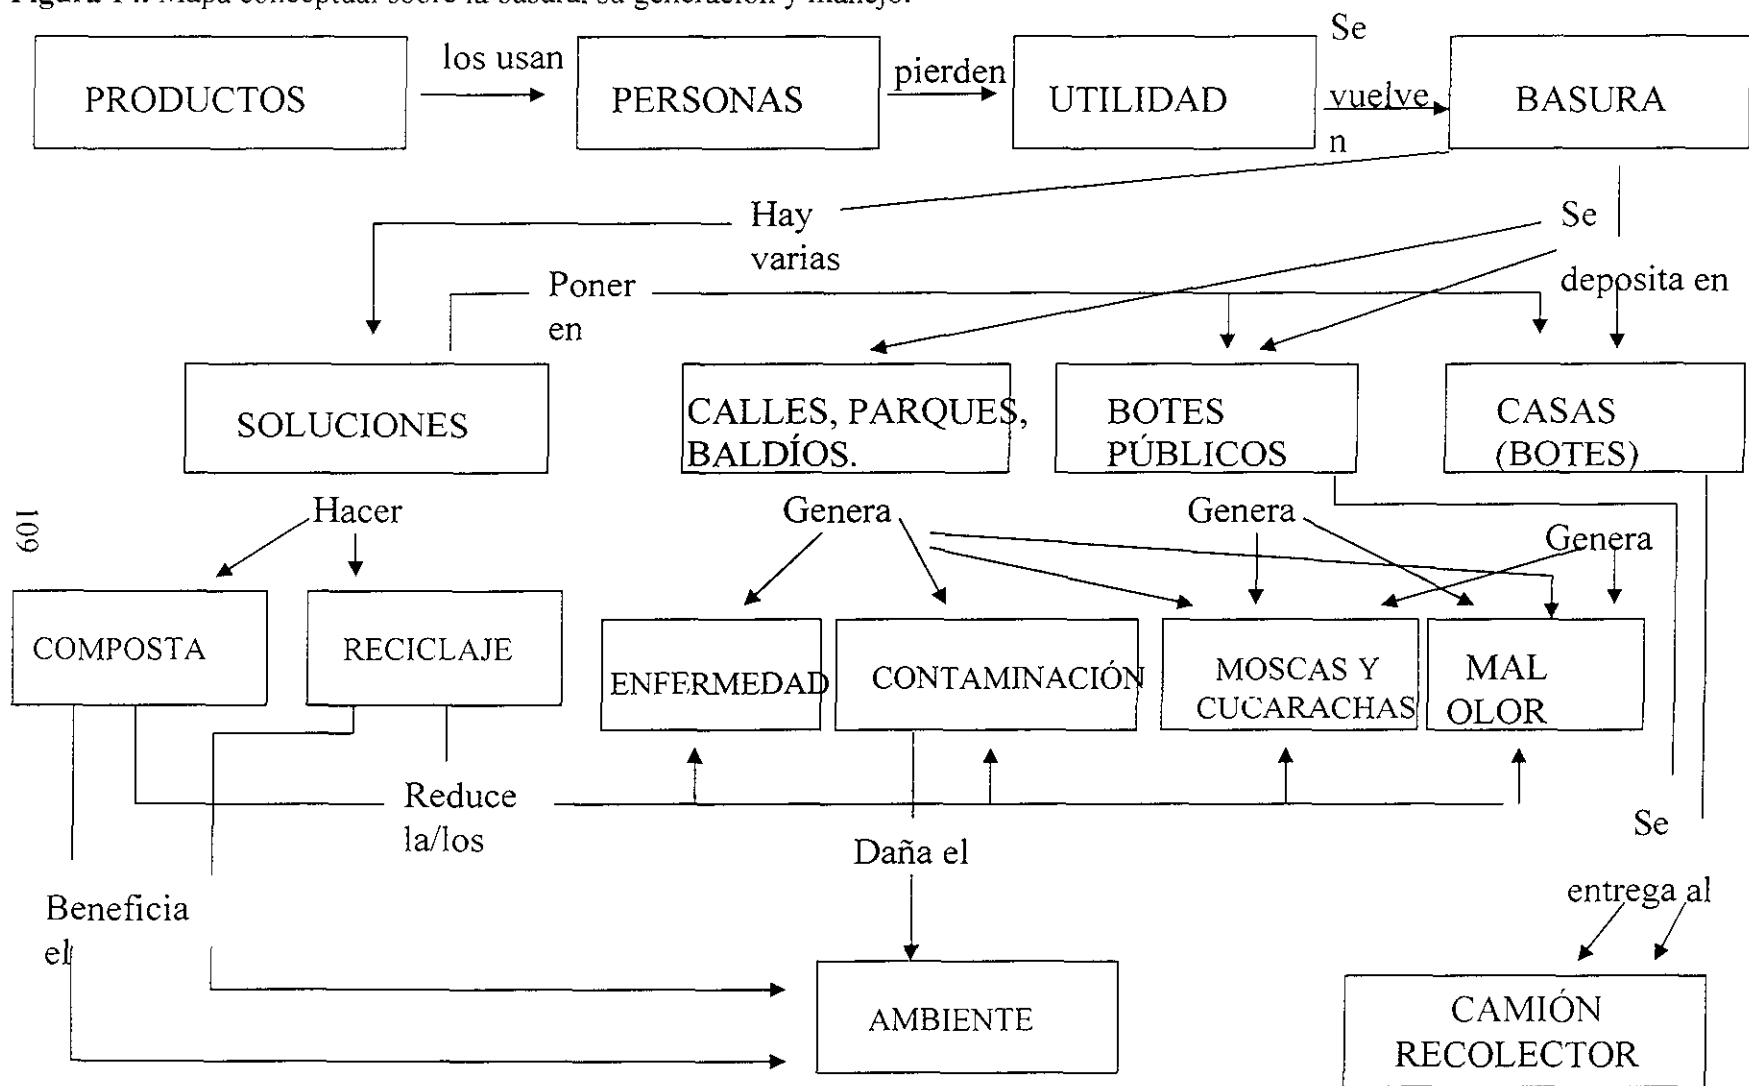 Figura 14. Mapa conceptual sobre la basura, su generación y manejo.
PRODUCTOS
los usan
PERSONAS
pierden
UTILIDAD
Se
vuelve
n
BASURA
Hay
varias
Se
deposita en
Poner
en
SOLUCIONES
CALLES, PARQUES,
BALDÍOS.
BOTES
PÚBLICOS
CASAS
(BOTES)
109
Hacer
Genera
Genera
Genera
COMPOSTA
RECICLAJE
ENFERMEDAD
CONTAMINACIÓN
MOSCAS Y
CUCARACHAS
MAL
OLOR
Reduce
la/los
Daña el
Se
entrega al
Beneficia
el
AMBIENTE
CAMIÓN
RECOLECTOR